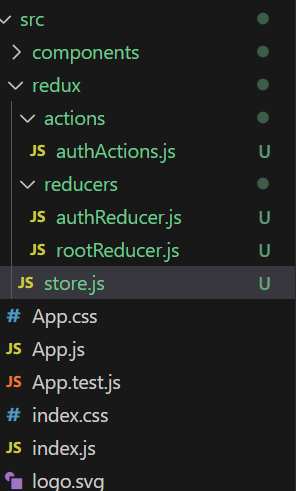 src
components
redux
actions
JS authActions.js U
reducers
JS authReducer.js U
JS rootReducer.js U
JS store.js U
# App.css
JS App.js
JS App.test.js
# index.css
JS index.js
logo.svg